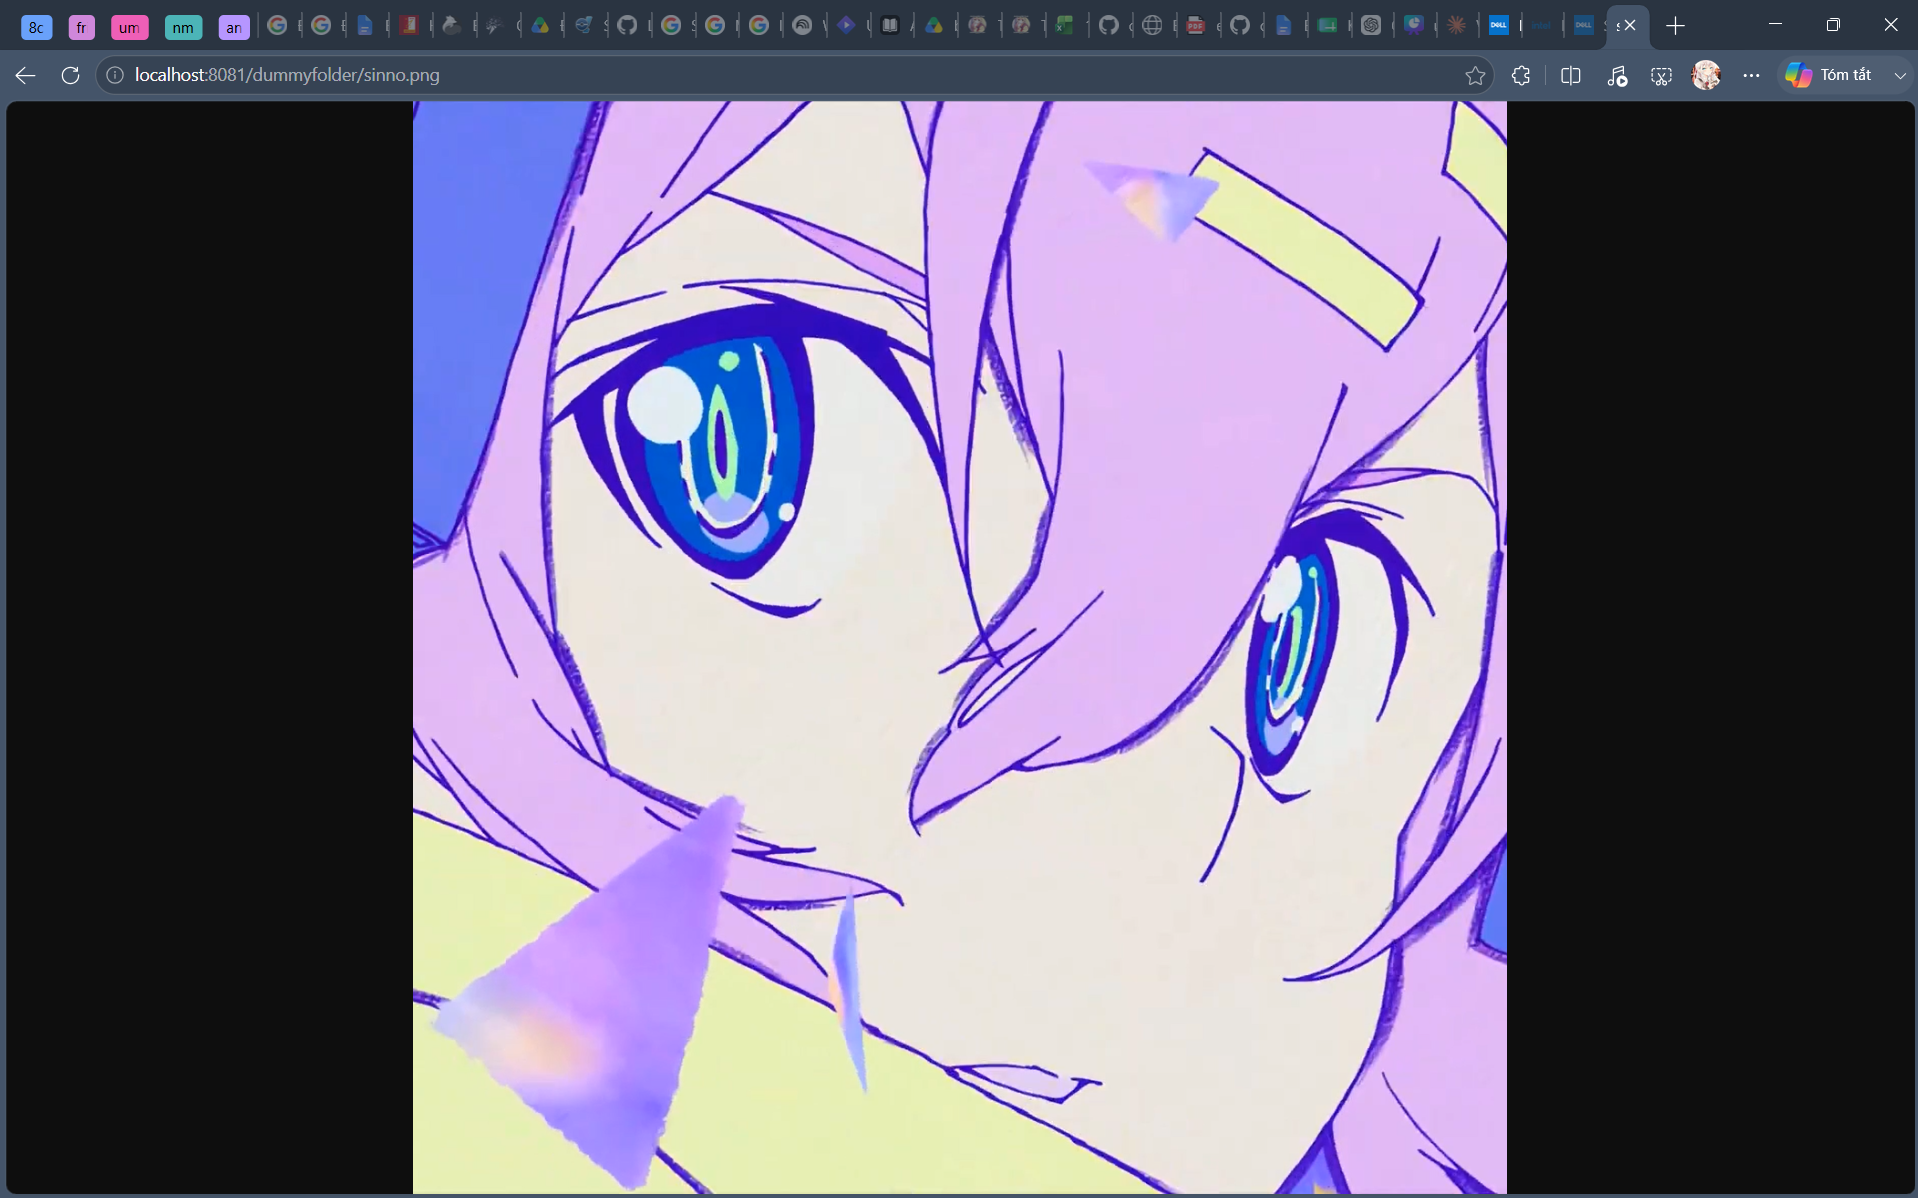 8c fr um nm an
localhost:8081/dummyfolder/sinno.png
Tóm tắt